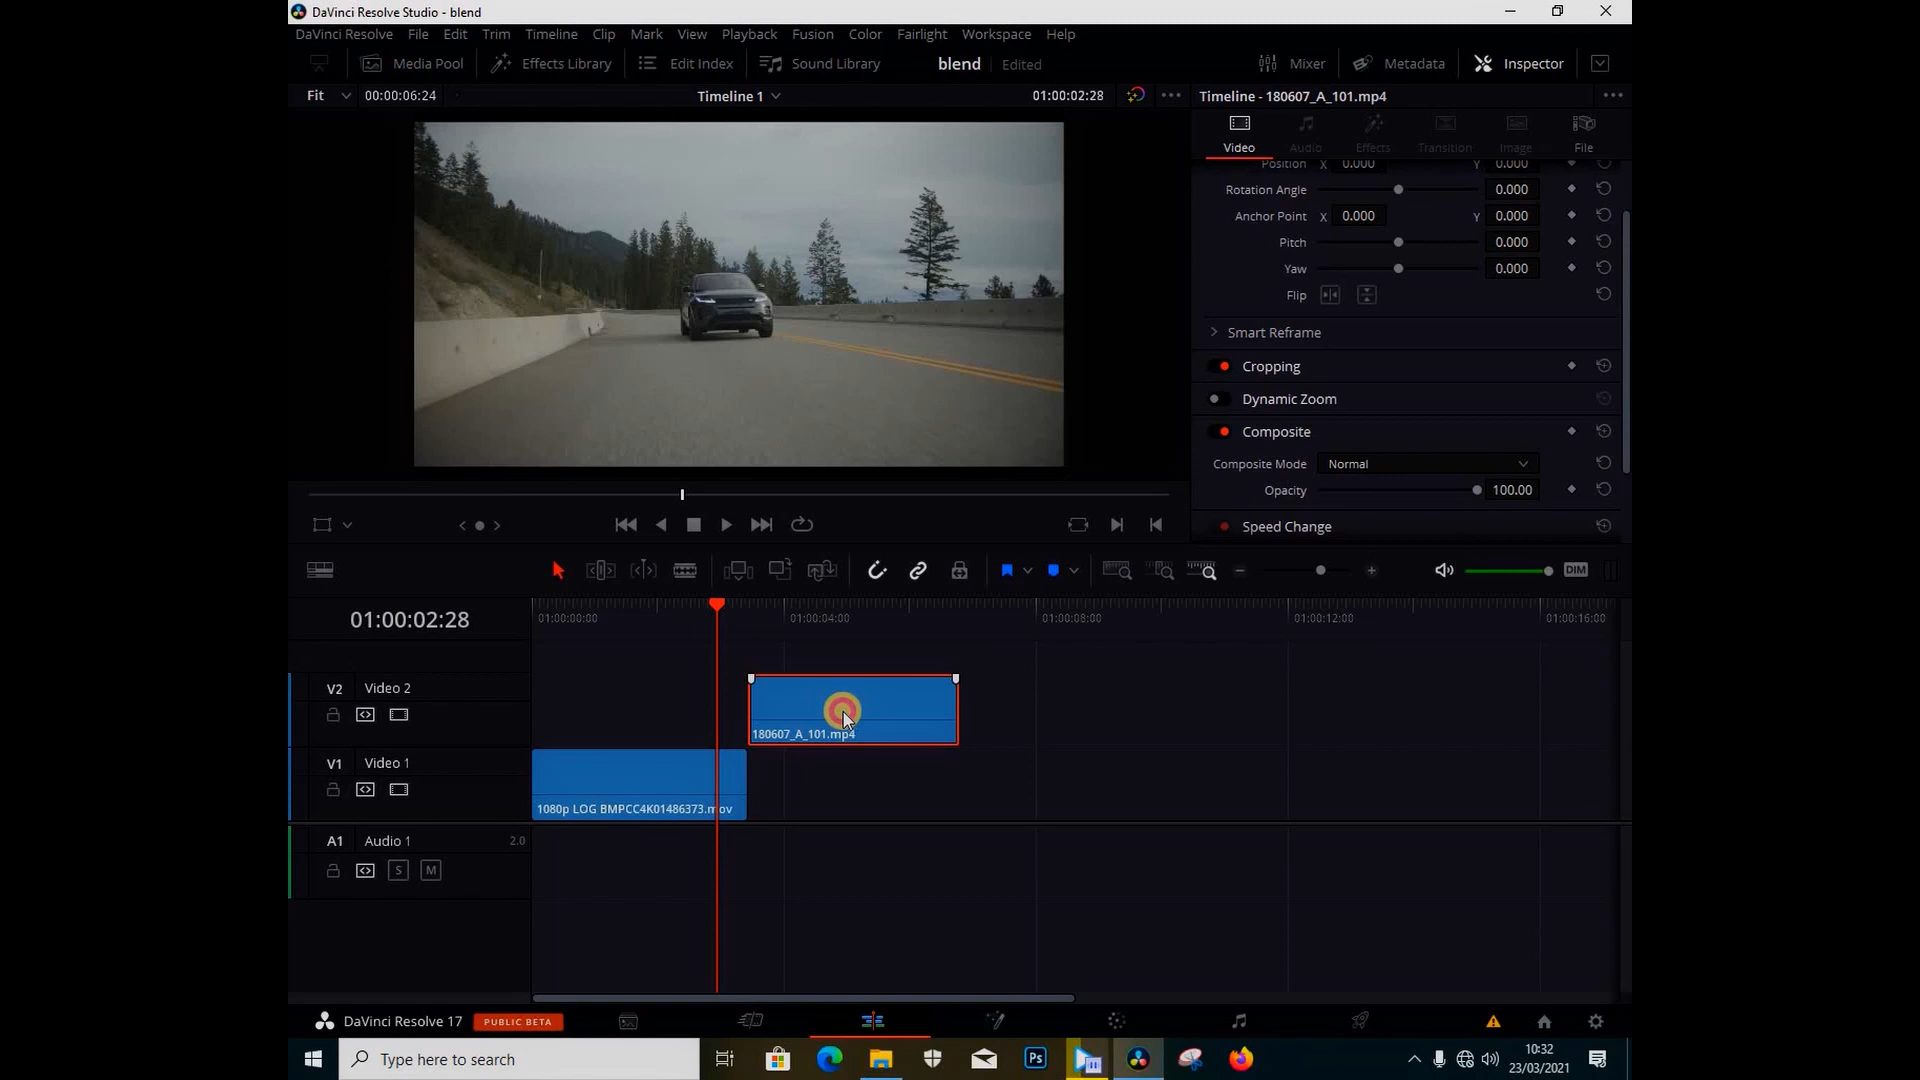 DaVinci Resolve Studio - blend
DaVinci Resolve File Edit Trim Timeline Clip Mark View Playback Fusion Color Fairlight Workspace Help
Media Pool Effects Library Edit Index Sound Library blend Edited Mixer Metadata Inspector
Fit 00:00:06:24 Timeline 1 01:00:02:28 Timeline - 180607_A_101.mp4
Video Audio Effects Transition Image File
Position X 0.000 Y 0.000
Rotation Angle 0.000
Anchor Point X 0.000 Y 0.000
Pitch 0.000
Yaw 0.000
Flip
Smart Reframe
Cropping
Dynamic Zoom
Composite
Composite Mode Normal
Opacity 100.00
Speed Change
DIM
01:00:02:28 01:00:00:00 01:00:04:00 01:00:08:00 01:00:12:00 01:00:16:00
V2 Video 2
180607_A_101.mp4
V1 Video 1
1080p LOG BMPCC4K01486373.mov
A1 Audio 1 2.0
S M
DaVinci Resolve 17 PUBLIC BETA
Type here to search
Ps
10:32
23/03/2021